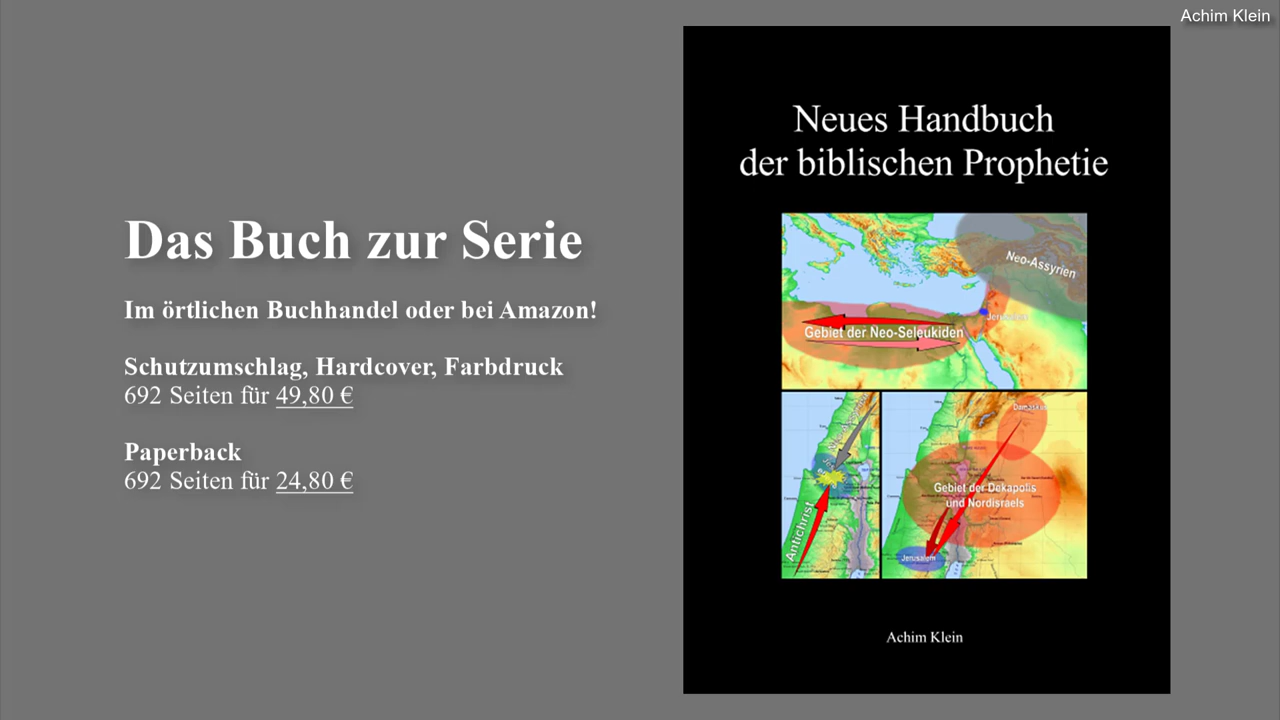 Achim Klein
Das Buch zur Serie
Im örtlichen Buchhandel oder bei Amazon!
Schutzumschlag, Hardcover, Farbdruck
692 Seiten für 49,80 €
Paperback
692 Seiten für 24,80 €
Neues Handbuch
der biblischen Prophetie
Neo-Assyrien
Jerusalem
Gebiet der Neo-Seleukiden
Antichrist
Damaskus
Gebiet der Dekapolis
und Nordisraels
Jerusalem
Achim Klein